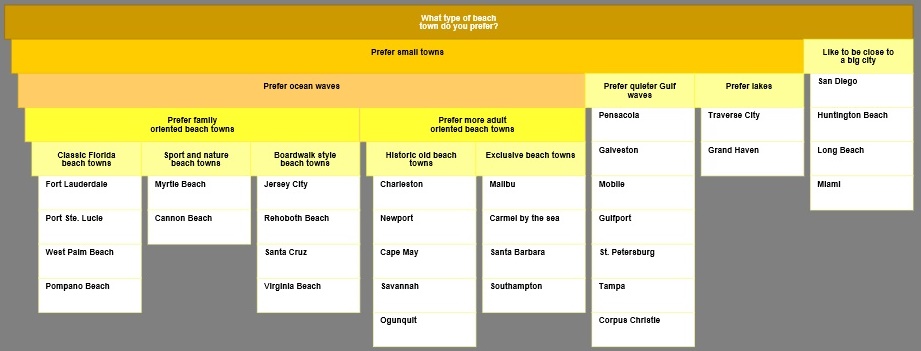 What type of beach
town do you prefer?
Prefer small towns
Like to be close to
a big city
Prefer ocean waves
Prefer quieter Gulf
waves
Prefer lakes
San Diego
Prefer family
oriented beach towns
Prefer more adult
oriented beach towns
Pensacola
Traverse City
Huntington Beach
Classic Florida
beach towns
Sport and nature
beach towns
Boardwalk style
beach towns
Historic old beach
towns
Exclusive beach towns
Galveston
Grand Haven
Long Beach
Fort Lauderdale
Myrtle Beach
Jersey City
Charleston
Malibu
Mobile
Miami
Port Ste. Lucie
Cannon Beach
Rehoboth Beach
Newport
Carmel by the sea
Gulfport
West Palm Beach
Santa Cruz
Cape May
Santa Barbara
St. Petersburg
Pompano Beach
Virginia Beach
Savannah
Southampton
Tampa
Ogunquit
Corpus Christie